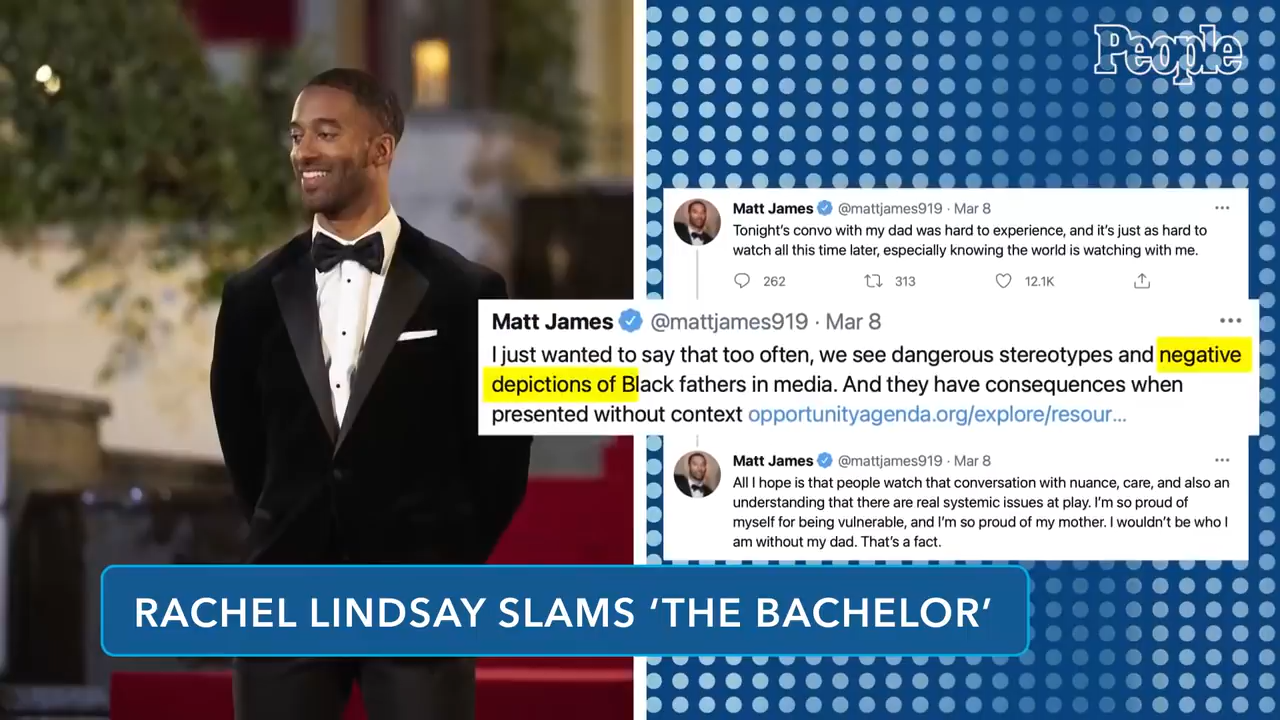 People
Matt James @mattjames919 · Mar 8
Tonight's convo with my dad was hard to experience, and it's just as hard to
watch all this time later, especially knowing the world is watching with me.
262 313 12.1K
Matt James @mattjames919 · Mar 8
I just wanted to say that too often, we see dangerous stereotypes and negative
depictions of Black fathers in media. And they have consequences when
presented without context opportunityagenda.org/explore/resour...
Matt James @mattjames919 · Mar 8
All I hope is that people watch that conversation with nuance, care, and also an
understanding that there are real systemic issues at play. I'm so proud of
myself for being vulnerable, and I'm so proud of my mother. I wouldn't be who I
am without my dad. That's a fact.
RACHEL LINDSAY SLAMS 'THE BACHELOR'